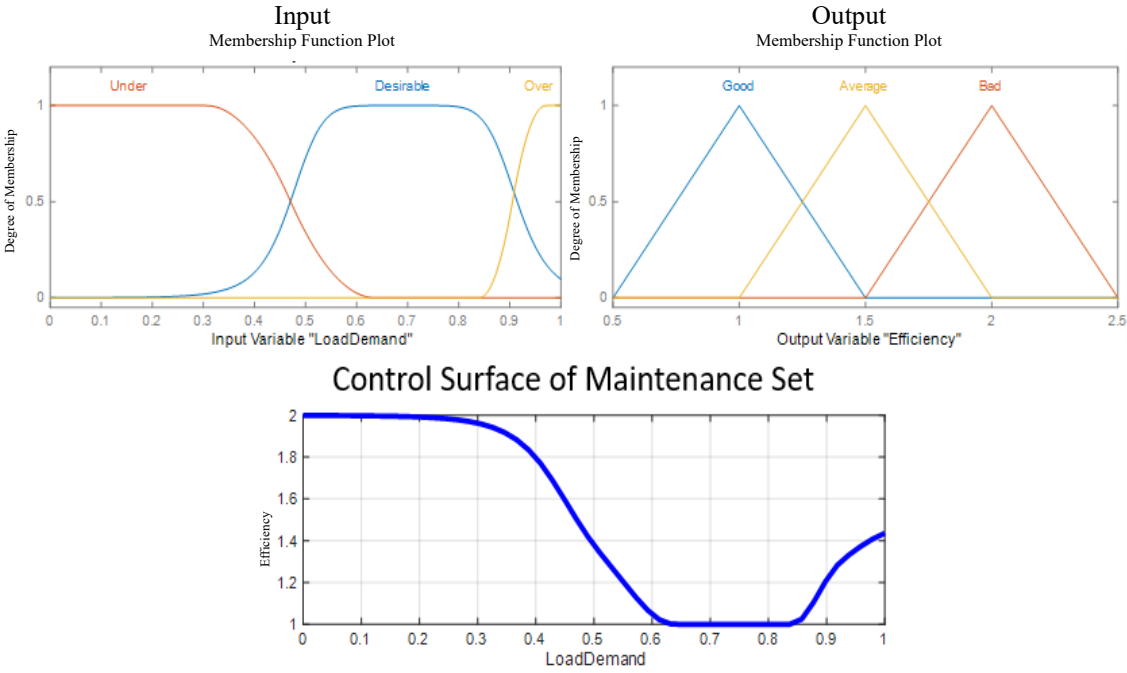 Input
Membership Function Plot
Under
Desirable
Over
1
0.5
0
Degree of Membership
0 0.1 0.2 0.3 0.4 0.5 0.6 0.7 0.8 0.9 1
Input Variable "LoadDemand"
Output
Membership Function Plot
Good
Average
Bad
1
0.5
0
Degree of Membership
0.5 1 1.5 2 2.5
Output Variable "Efficiency"
Control Surface of Maintenance Set
2
1.8
1.6
1.4
1.2
1
Efficiency
0 0.1 0.2 0.3 0.4 0.5 0.6 0.7 0.8 0.9 1
LoadDemand